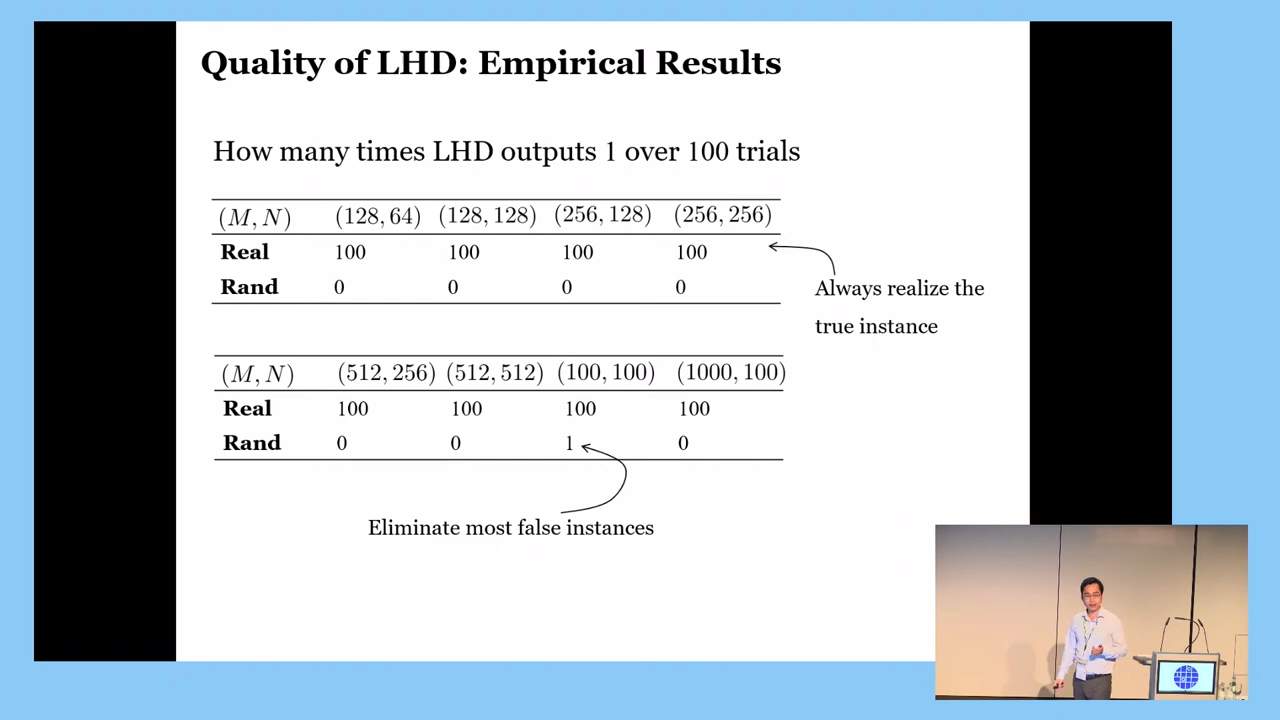 Quality of LHD: Empirical Results
How many times LHD outputs 1 over 100 trials
(M, N) (128, 64) (128, 128) (256, 128) (256, 256)
Real 100 100 100 100
Rand 0 0 0 0
Always realize the
true instance
(M, N) (512, 256) (512, 512) (100, 100) (1000, 100)
Real 100 100 100 100
Rand 0 0 1 0
Eliminate most false instances